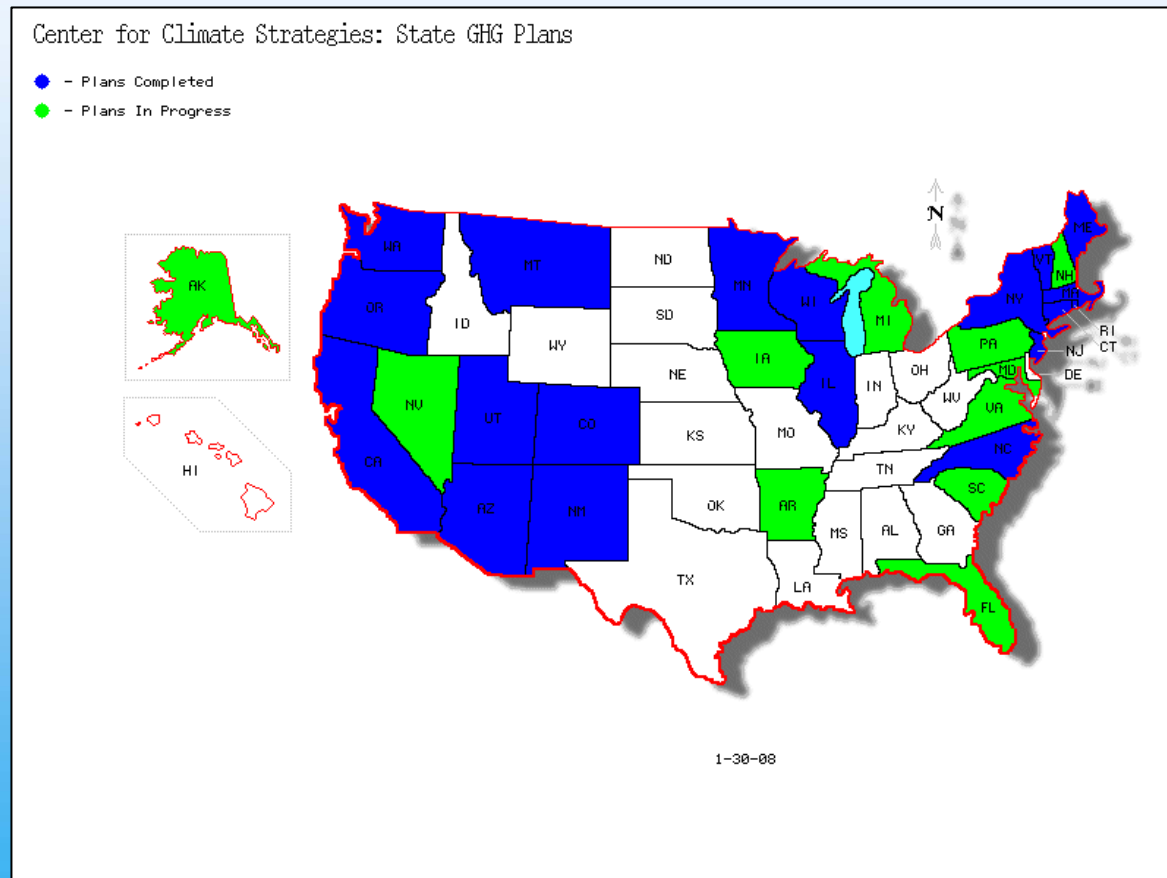 Center for Climate Strategies: State GHG Plans
- Plans Completed
- Plans In Progress
N
ME
WA
MT
ND
MN
VT
NH
AK
OR
ID
SD
WI
MI
NY
MA
RI
CT
WY
IA
PA
NJ
NE
IL
IN
OH
MD
DE
NV
UT
CO
WV
VA
KS
MO
KY
CA
NC
HI
TN
SC
AZ
NM
OK
AR
MS
AL
GA
TX
LA
FL
1-30-08